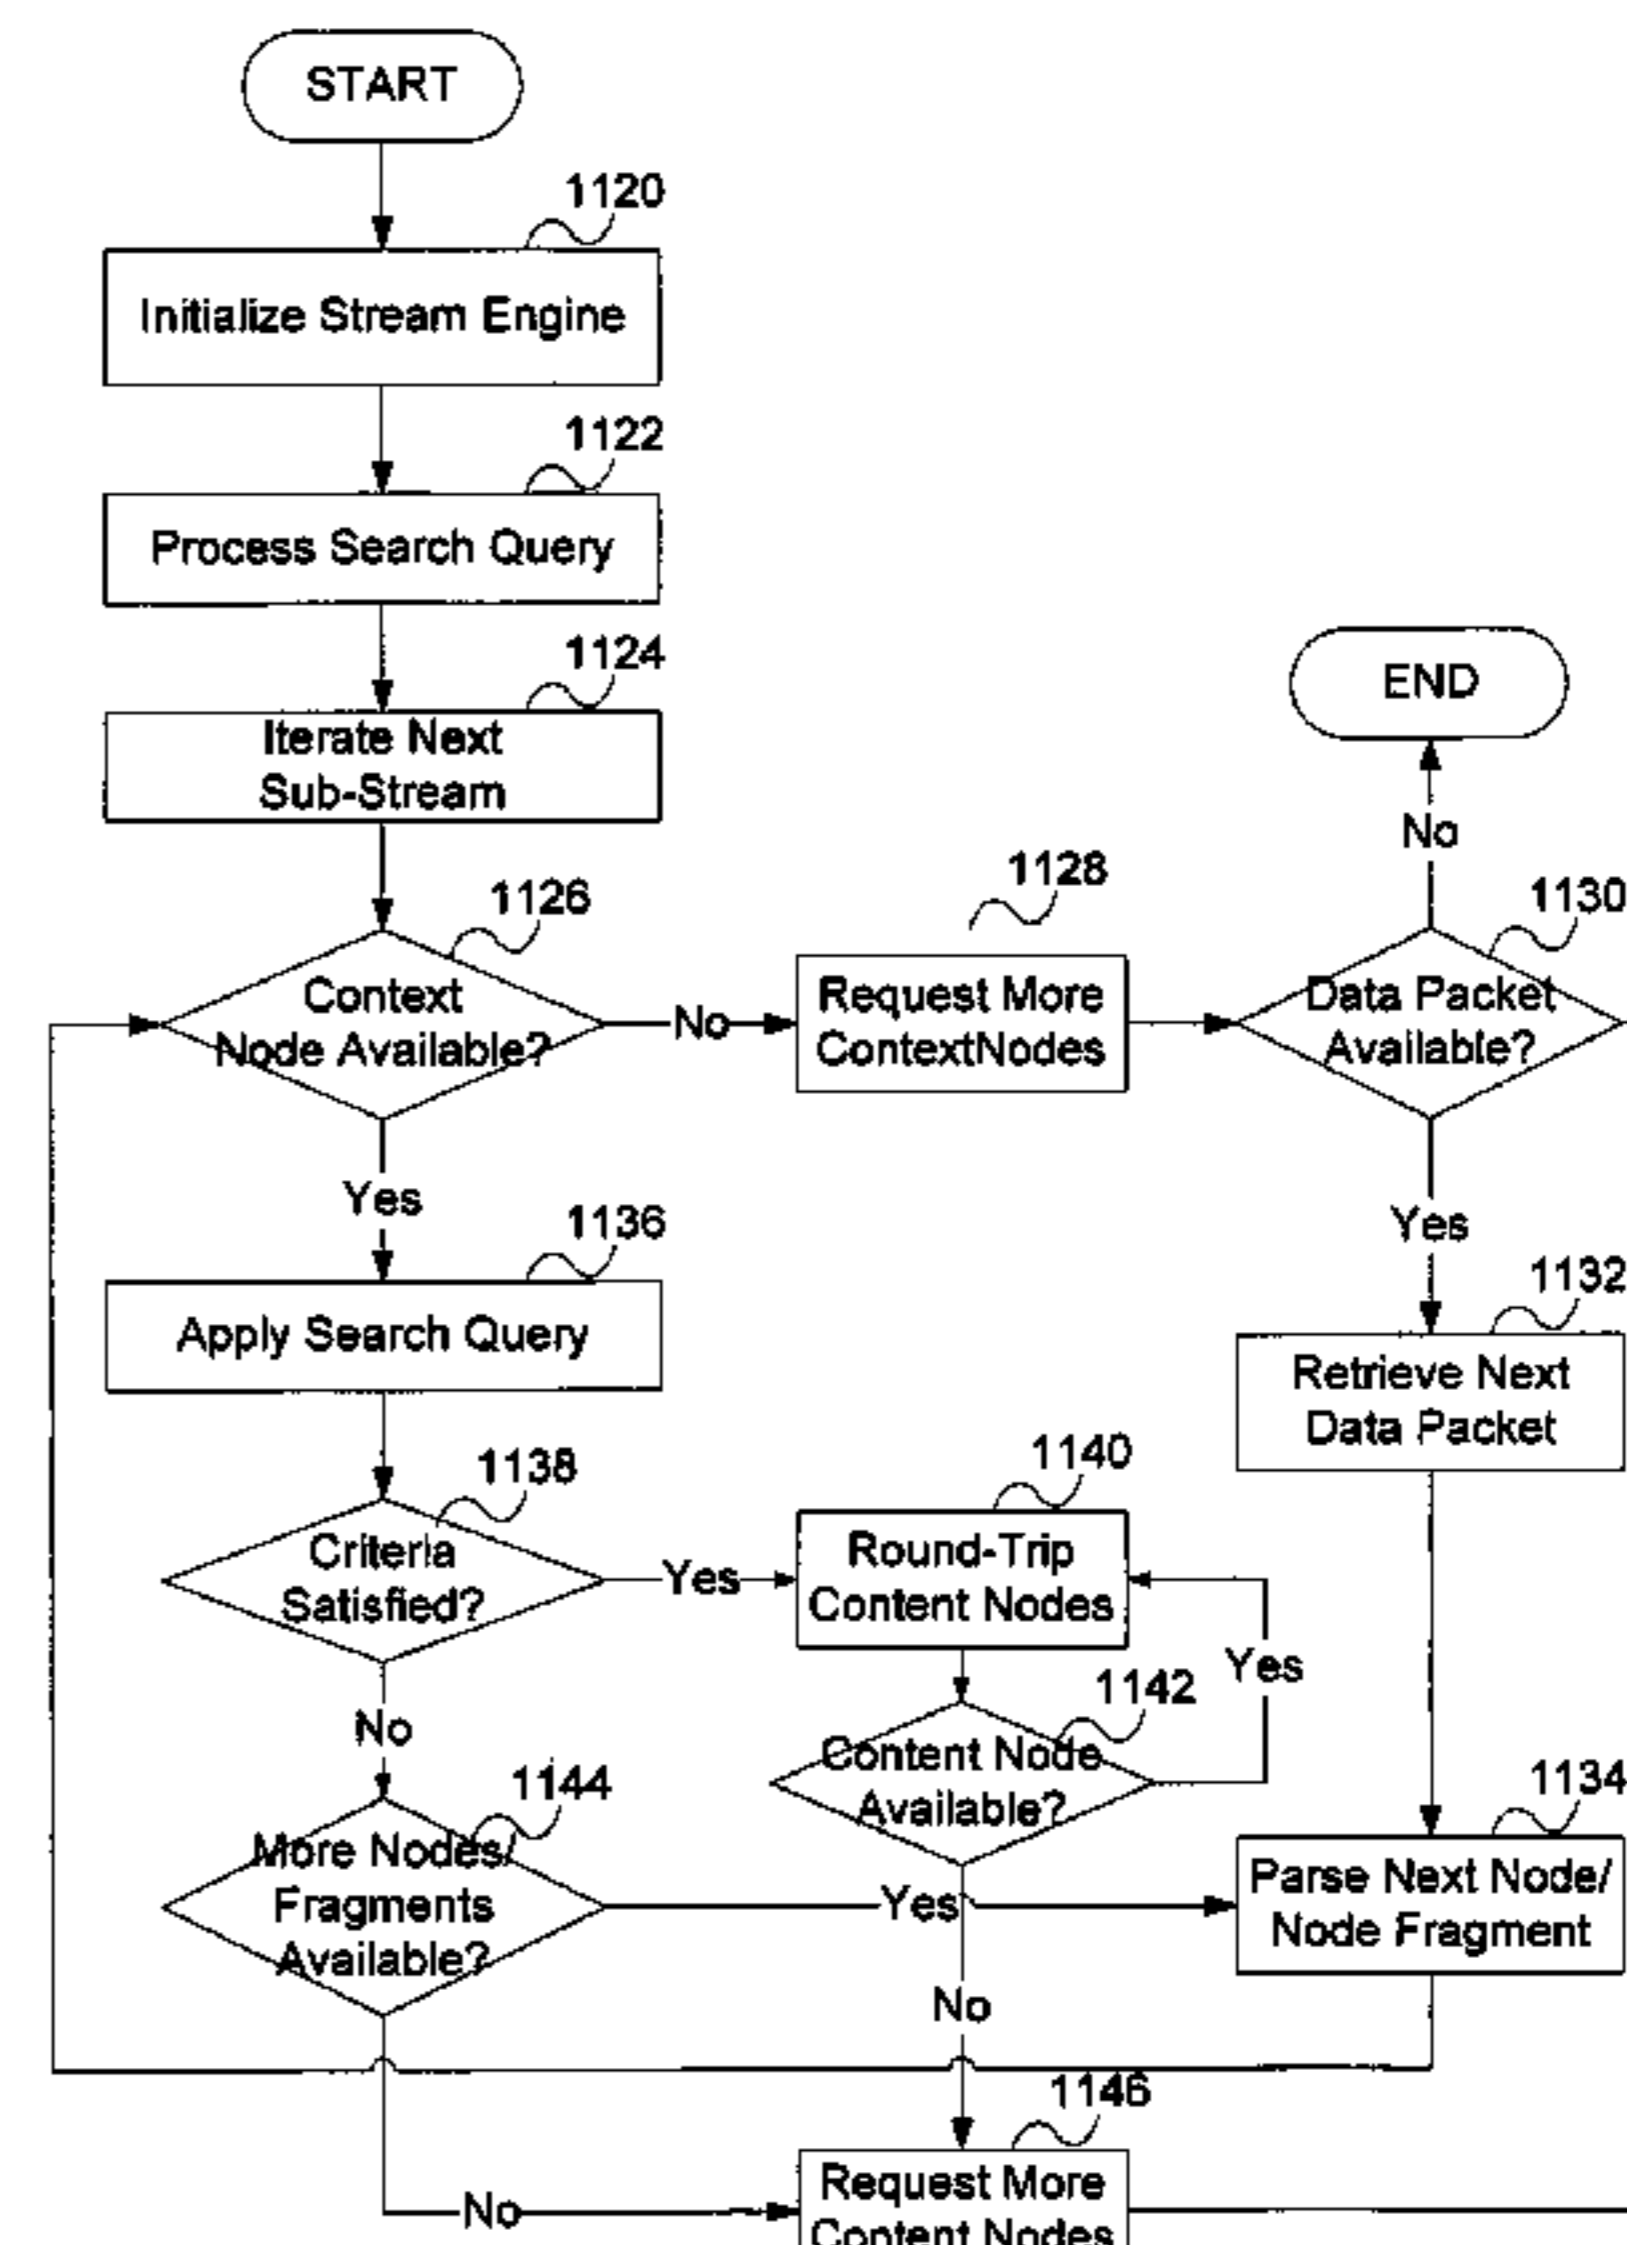 START
1120
Initialize Stream Engine
1122
Process Search Query
1124
Iterate Next
Sub-Stream
END
No
1126
Context
Node Available?
No
1128
Request More
ContextNodes
1130
Data Packet
Available?
Yes
Yes
1136
Apply Search Query
1132
Retrieve Next
Data Packet
1138
Criteria
Satisfied?
Yes
1140
Round-Trip
Content Nodes
Yes
No
1142
Content Node
Available?
1144
More Nodes/
Fragments
Available?
Yes
1134
Parse Next Node/
Node Fragment
No
1146
No
Request More
Content Nodes